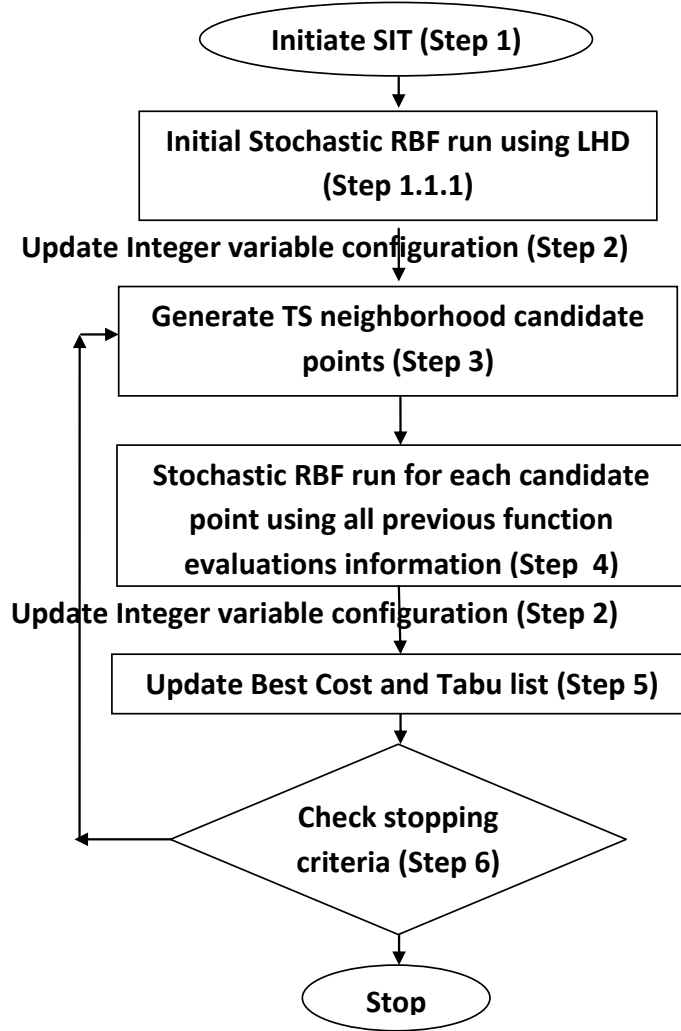 Initiate SIT (Step 1)
Initial Stochastic RBF run using LHD
(Step 1.1.1)
Update Integer variable configuration (Step 2)
Generate TS neighborhood candidate
points (Step 3)
Stochastic RBF run for each candidate
point using all previous function
evaluations information (Step 4)
Update Integer variable configuration (Step 2)
Update Best Cost and Tabu list (Step 5)
Check stopping
criteria (Step 6)
Stop